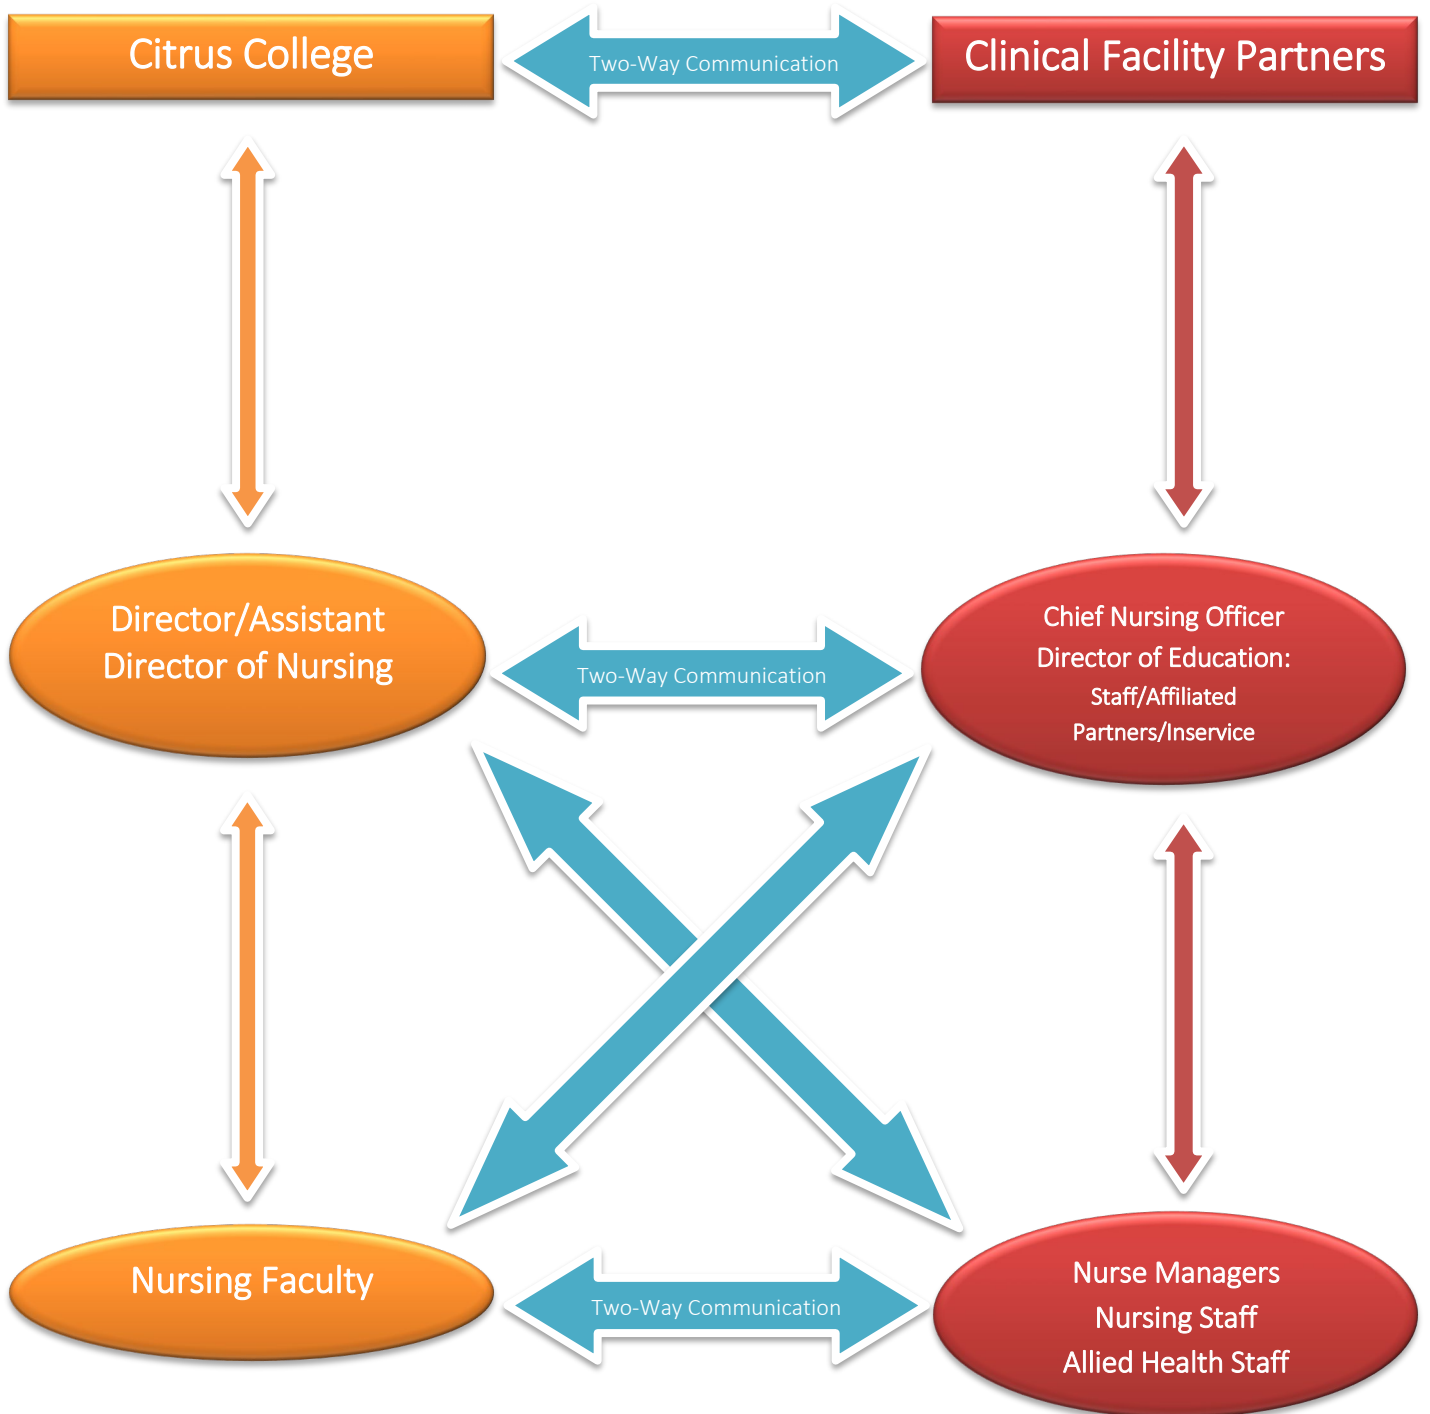 Citrus College
Two-Way Communication
Clinical Facility Partners
Director/Assistant
Director of Nursing
Two-Way Communication
Chief Nursing Officer
Director of Education:
Staff/Affiliated
Partners/Inservice
Nursing Faculty
Two-Way Communication
Nurse Managers
Nursing Staff
Allied Health Staff